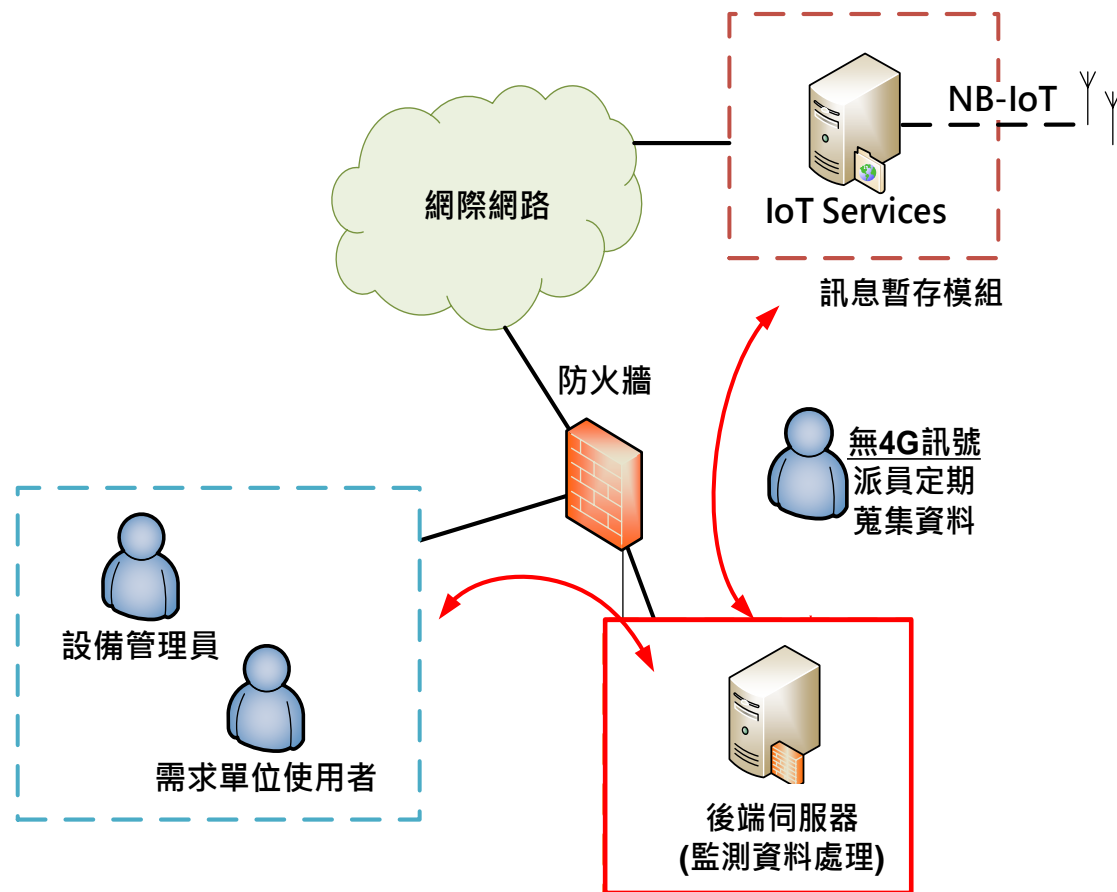 NB-IoT
IoT Services
網際網路
訊息暫存模組
防火牆
無4G訊號
派員定期
蒐集資料
設備管理員
需求單位使用者
後端伺服器
(監測資料處理)